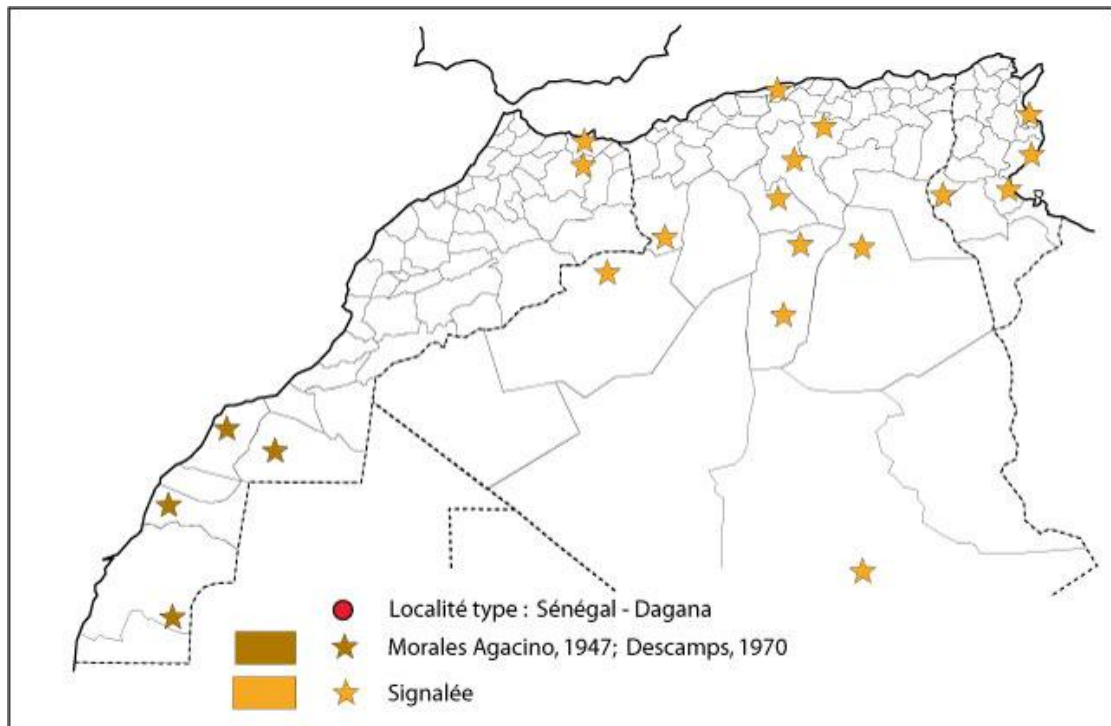 Localité type : Sénégal - Dagana
Morales Agacino, 1947; Descamps, 1970
Signalée